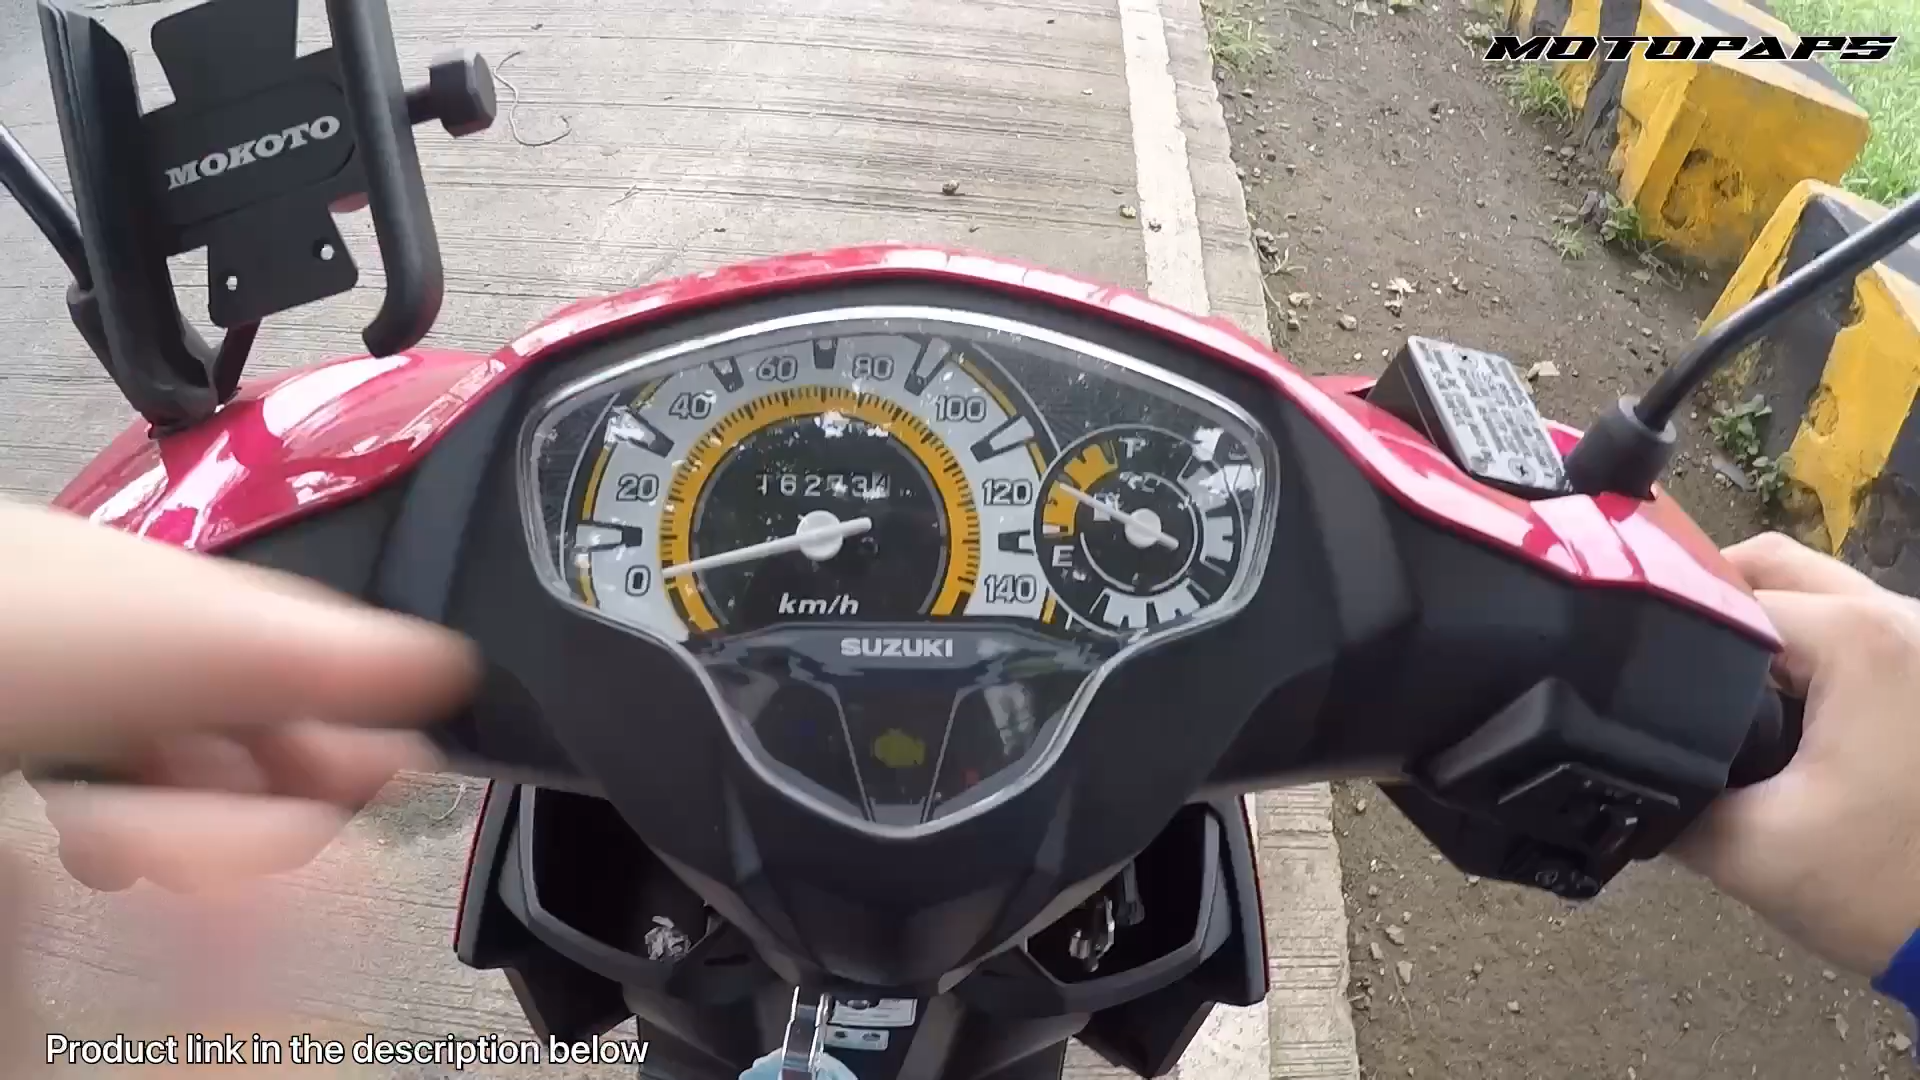 MOTOPAPS
MOKOTO
0
20
40
60
80
100
120
140
km/h
E
SUZUKI
Product link in the description below